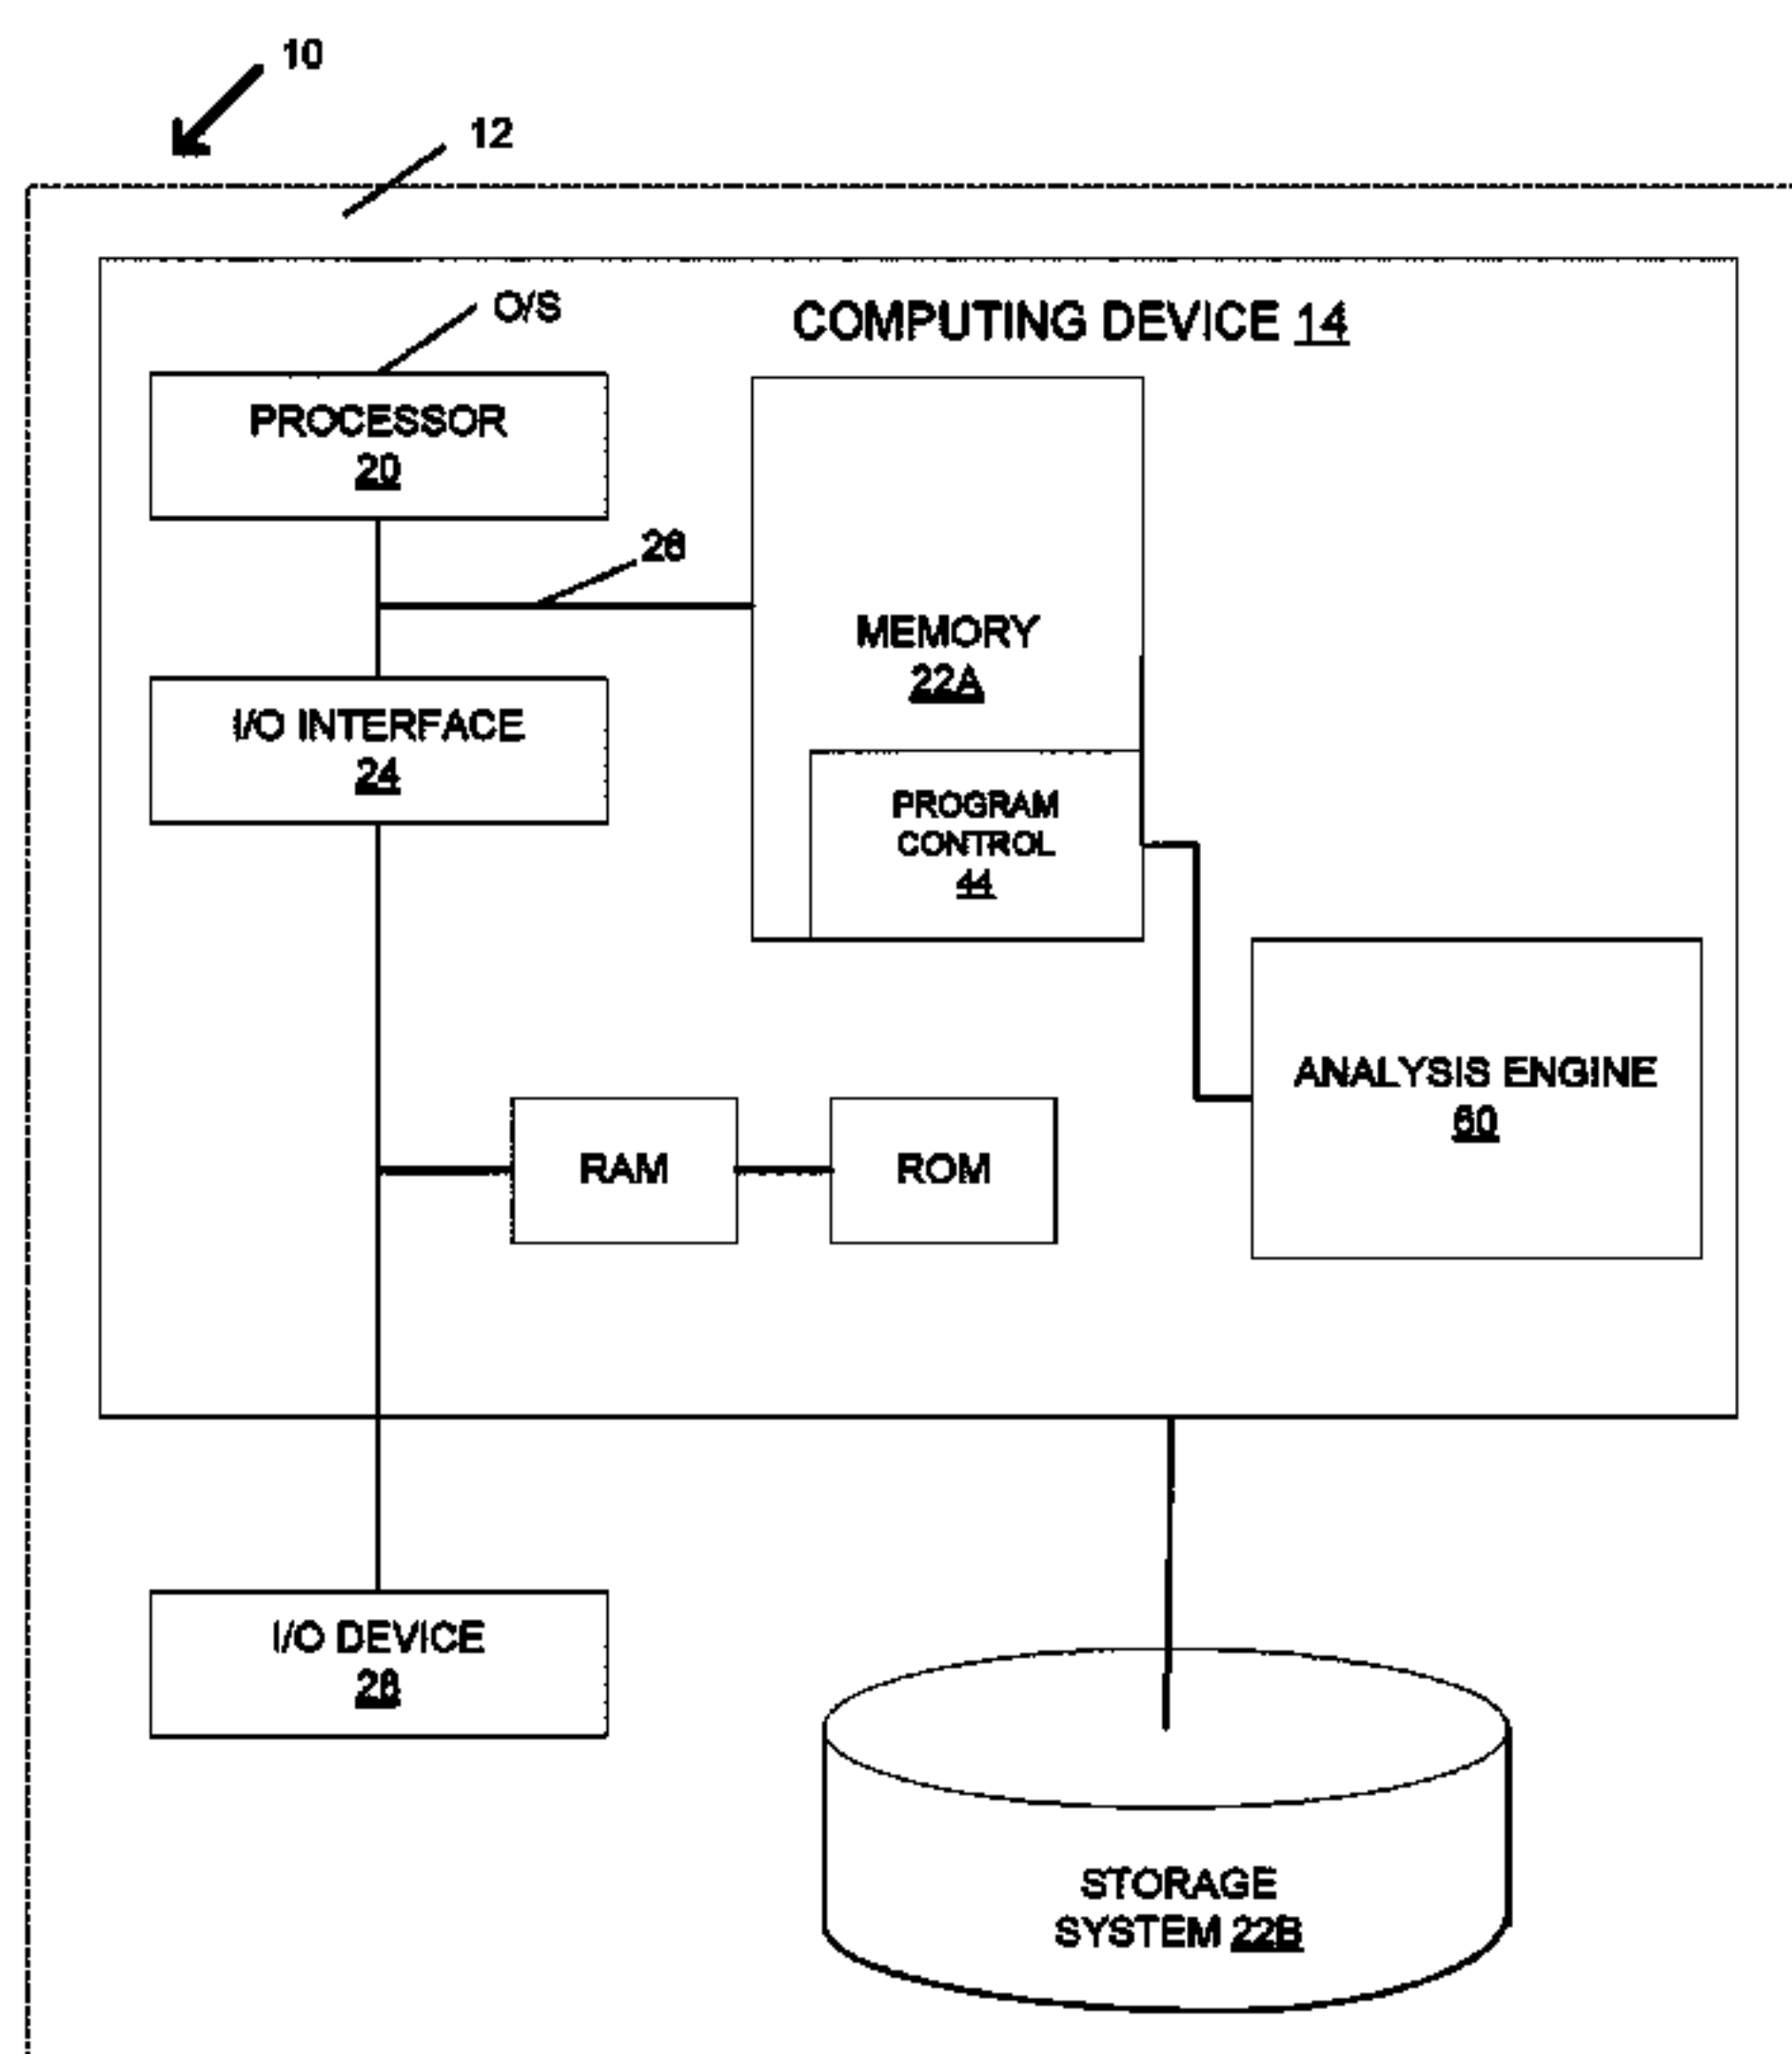 10
12
O/S
COMPUTING DEVICE 14
PROCESSOR
20
26
MEMORY
22A
I/O INTERFACE
24
PROGRAM
CONTROL
44
ANALYSIS ENGINE
60
RAM
ROM
I/O DEVICE
28
STORAGE
SYSTEM 22B